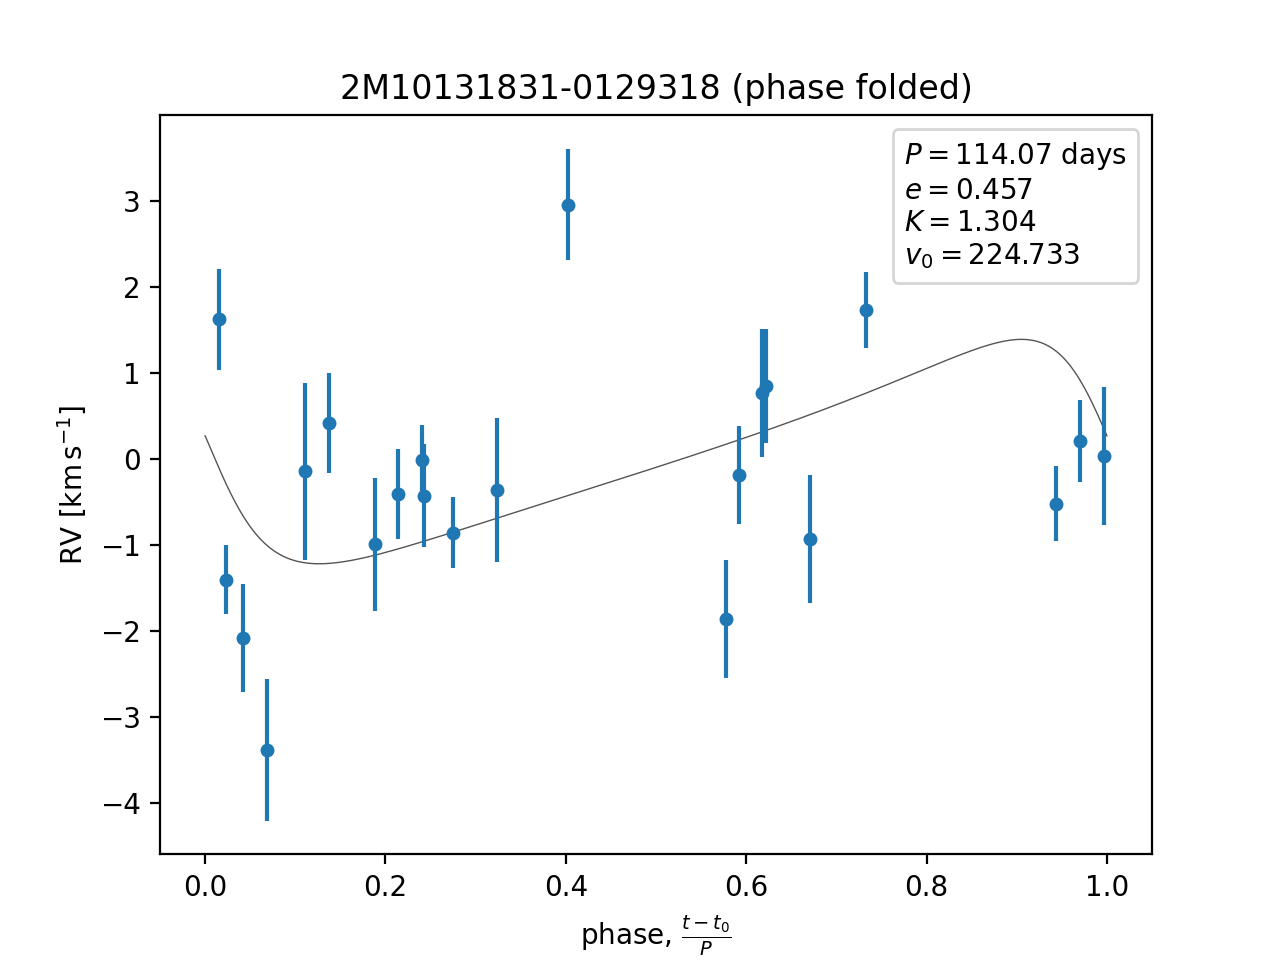 2M10131831-0129318 (phase folded)
P = 114.07 days
e = 0.457
K = 1.304
v₀ = 224.733
3
2
1
0
−1
−2
−3
−4
RV [km s⁻¹]
0.0 0.2 0.4 0.6 0.8 1.0
phase, (t − t₀)/P